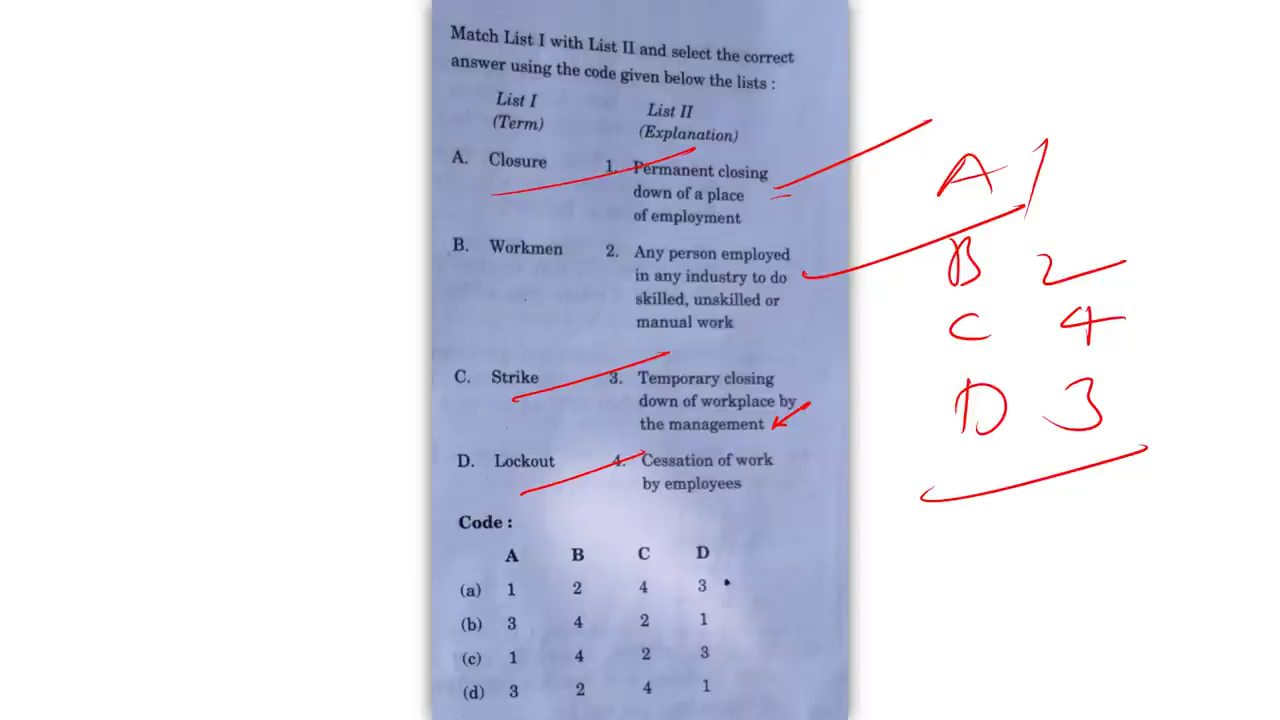 Match List I with List II and select the correct
answer using the code given below the lists :
List I List II
(Term) (Explanation)
A. Closure 1. Permanent closing
down of a place
of employment
B. Workmen 2. Any person employed
in any industry to do
skilled, unskilled or
manual work
C. Strike 3. Temporary closing
down of workplace by
the management
D. Lockout 4. Cessation of work
by employees
Code :
A B C D
(a) 1 2 4 3
(b) 3 4 2 1
(c) 1 4 2 3
(d) 3 2 4 1
A 1
B 2
C 4
D 3